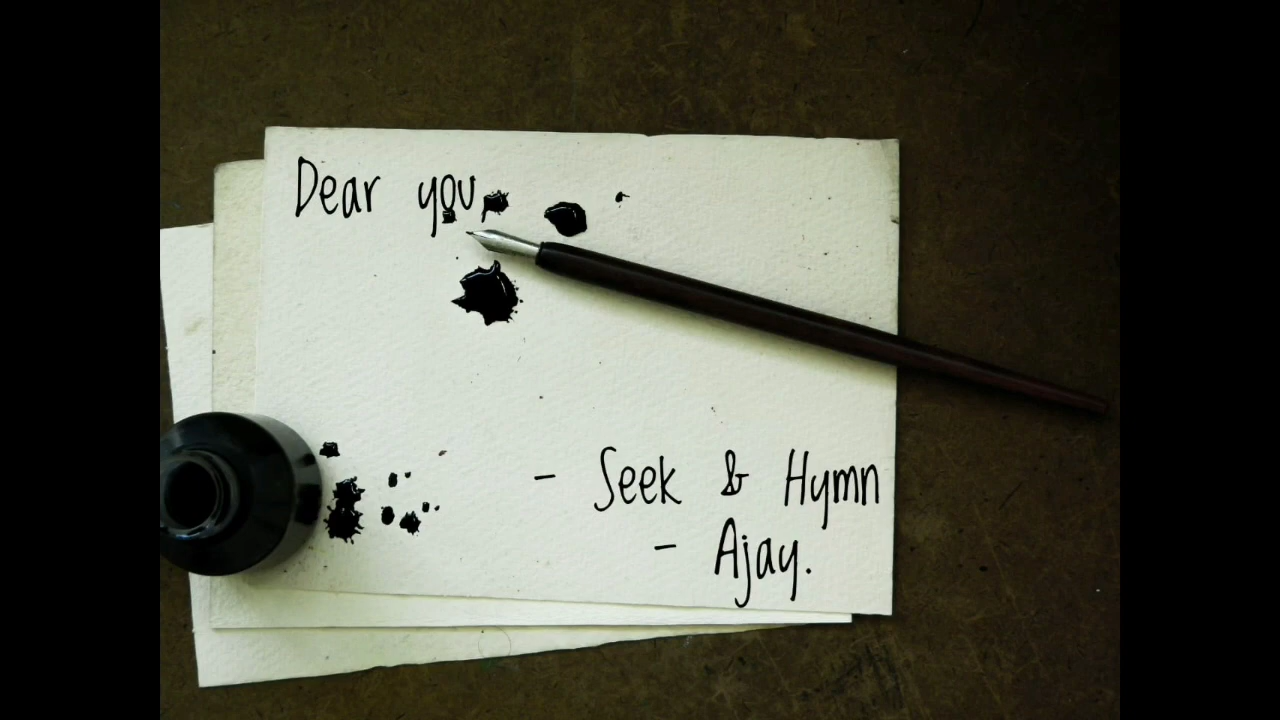 Dear you,
- Seek & Hymn
- Ajay.